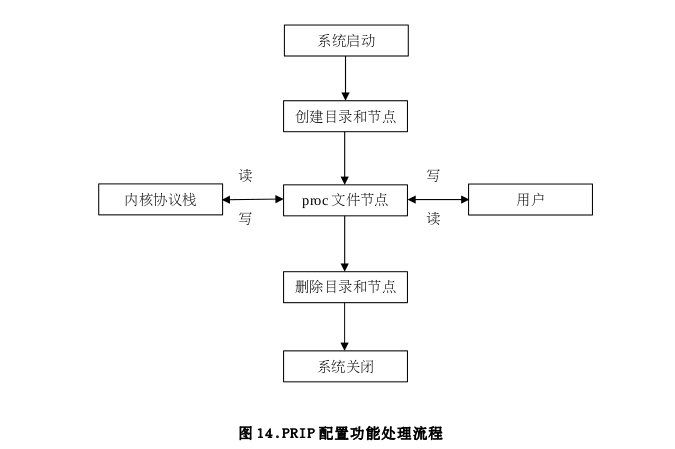 系统启动
创建目录和节点
读
写
内核协议栈
proc 文件节点
用户
写
读
删除目录和节点
系统关闭
图 14.PRIP 配置功能处理流程